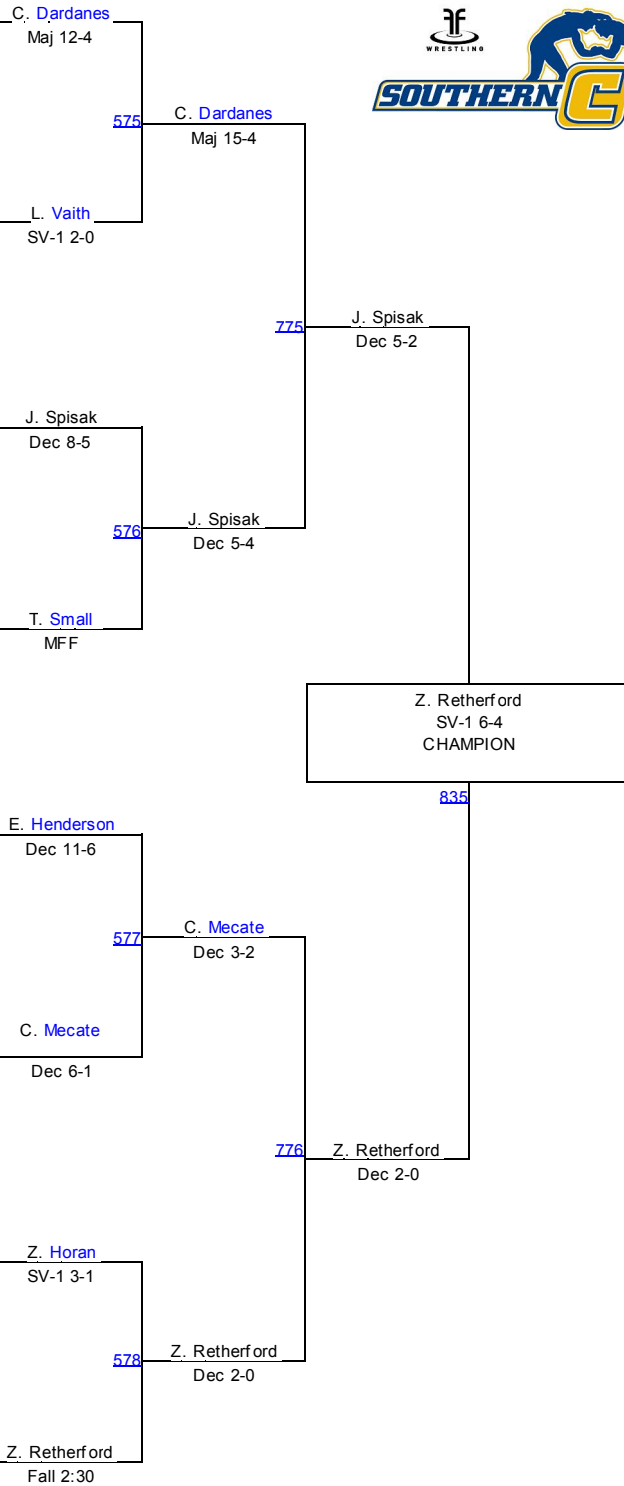 C. Dardanes
Maj 12-4
WRESTLING
SOUTHERN C
575
C. Dardanes
Maj 15-4
L. Vaith
SV-1 2-0
775
J. Spisak
Dec 5-2
J. Spisak
Dec 8-5
576
J. Spisak
Dec 5-4
T. Small
MFF
Z. Retherford
SV-1 6-4
CHAMPION
835
E. Henderson
Dec 11-6
577
C. Mecate
Dec 3-2
C. Mecate
Dec 6-1
776
Z. Retherford
Dec 2-0
Z. Horan
SV-1 3-1
578
Z. Retherford
Dec 2-0
Z. Retherford
Fall 2:30